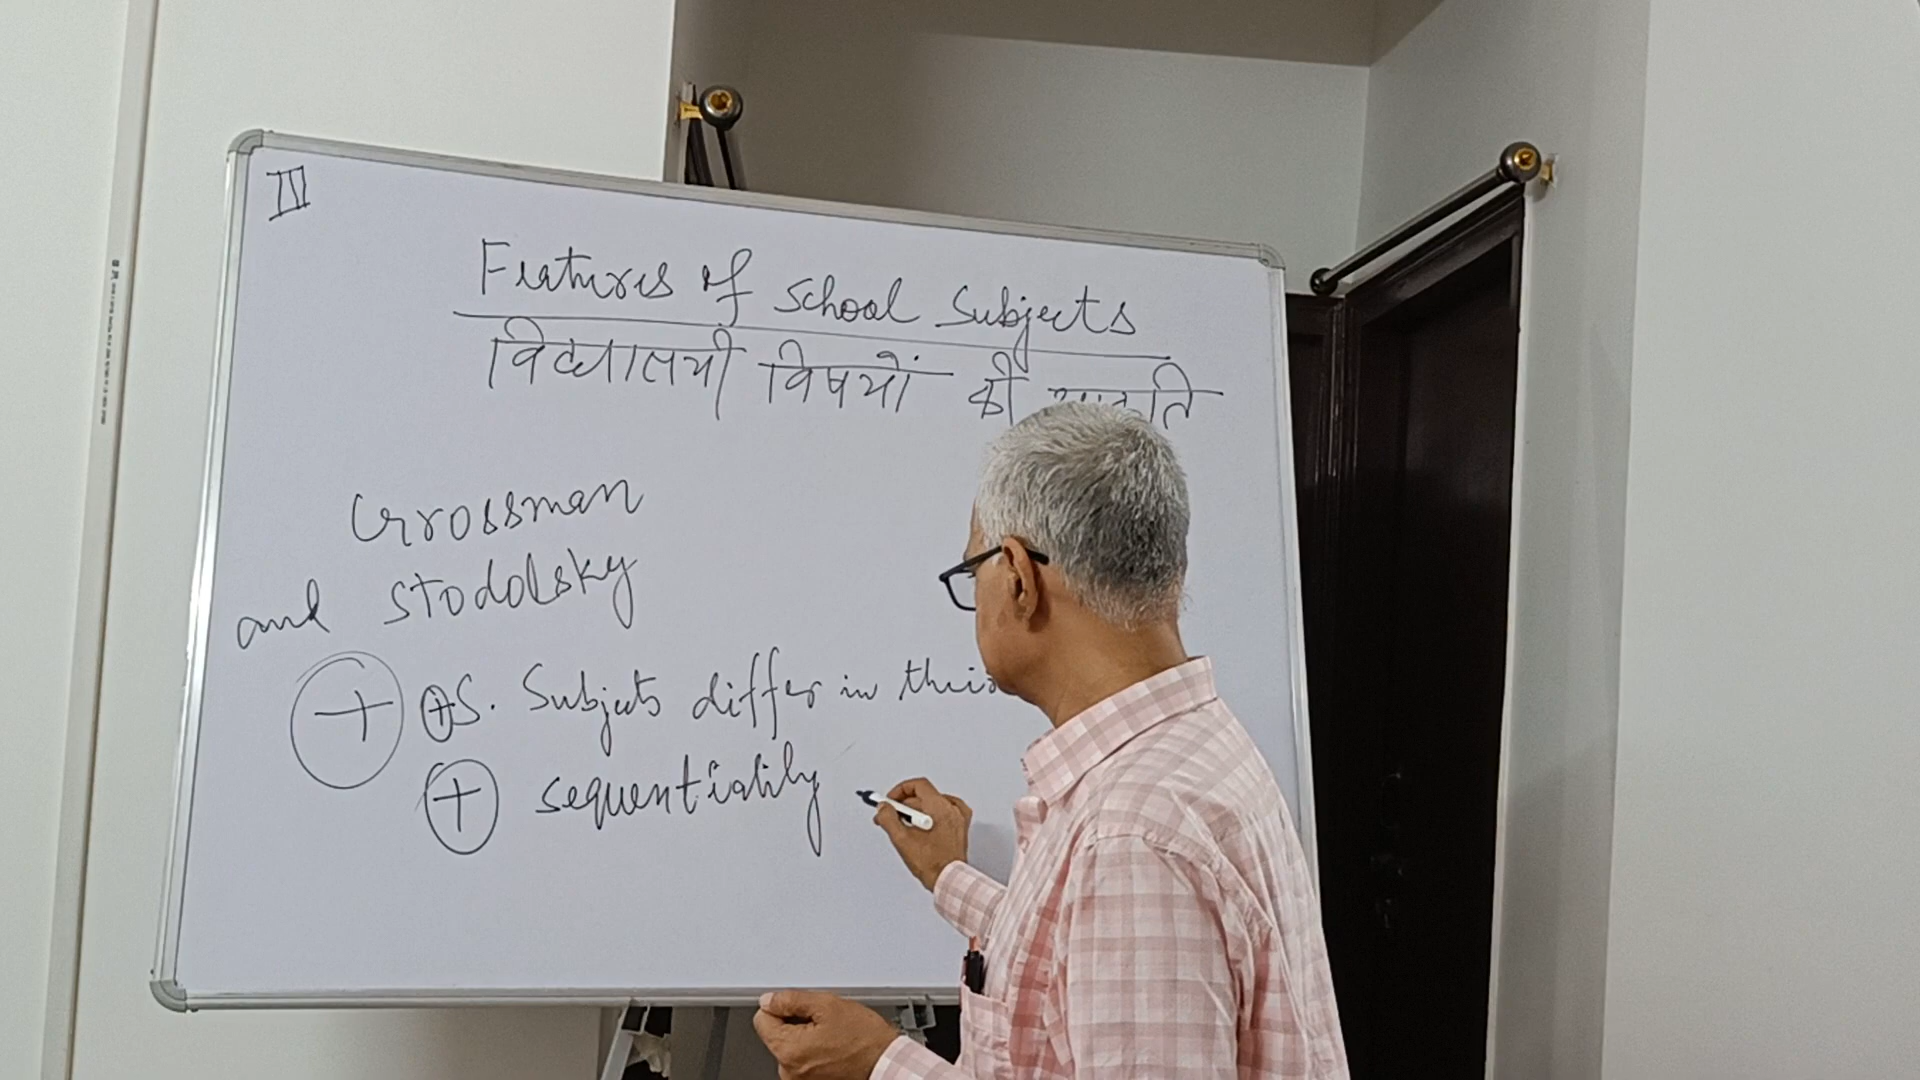 II
Features of school subjects
विद्यालयी विषयों की
Grossman
and Stodolsky
+ + S. Subjects differ in their
+ sequentiality